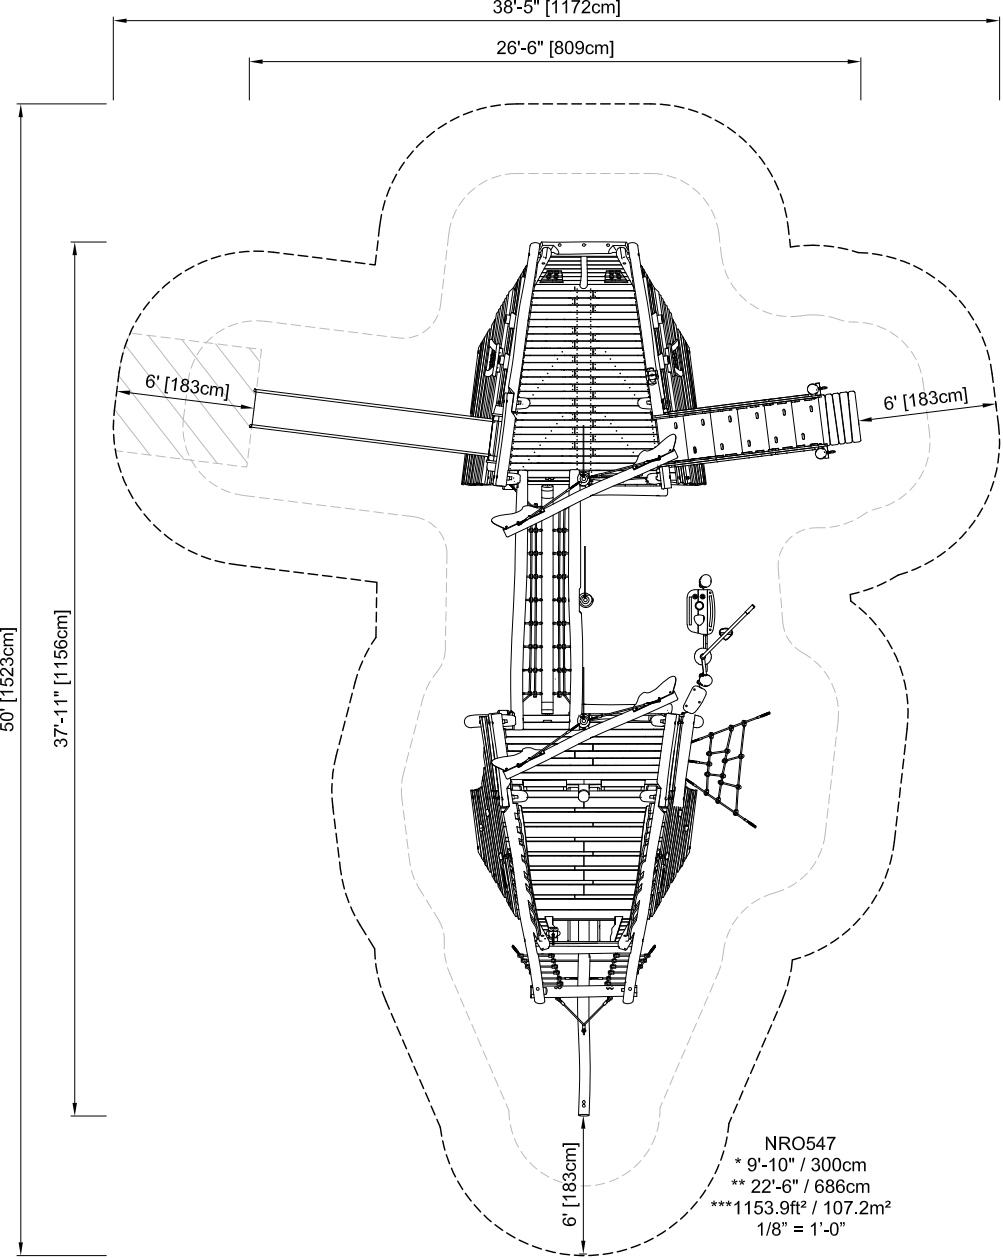 38'-5" [1172cm]
26'-6" [809cm]
6' [183cm]
6' [183cm]
50' [1523cm]
37'-11" [1156cm]
6' [183cm]
NRO547
* 9'-10" / 300cm
** 22'-6" / 686cm
***1153.9ft² / 107.2m²
1/8” = 1’-0”